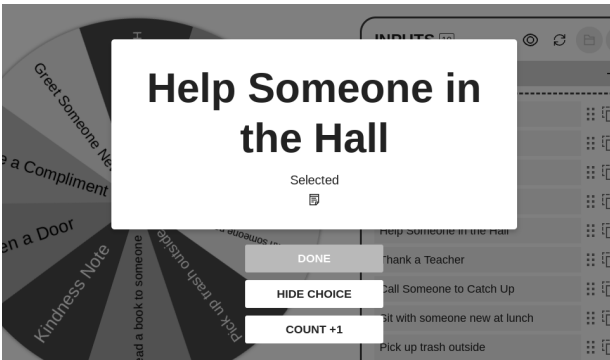 INPUTS
Help Someone in
the Hall
Selected
DONE
HIDE CHOICE
COUNT +1
Greet Someone Ne
e a Compliment
en a Door
Kindness Note
ead a book to someone
Pick up trash outside
Help Someone in the Hall
Thank a Teacher
Call Someone to Catch Up
Sit with someone new at lunch
Pick up trash outside